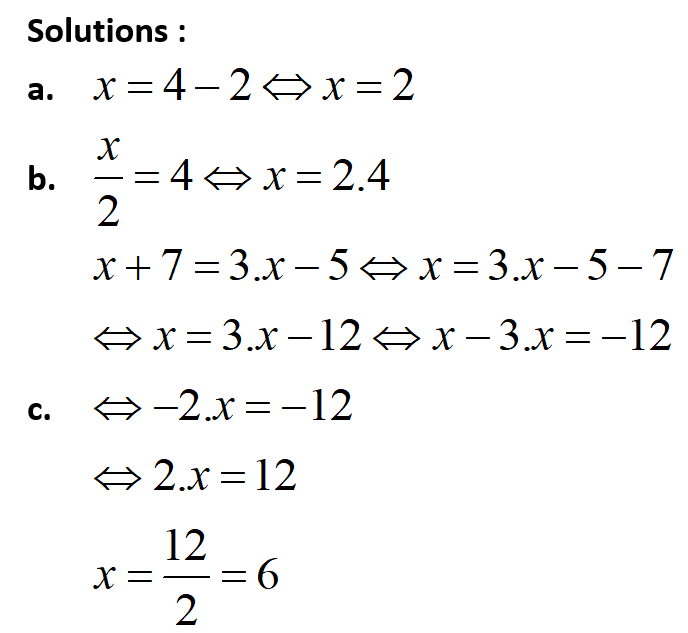 Solutions :
a. x = 4 − 2 ⇔ x = 2
b. x/2 = 4 ⇔ x = 2.4
x + 7 = 3.x − 5 ⇔ x = 3.x − 5 − 7
⇔ x = 3.x − 12 ⇔ x − 3.x = −12
c. ⇔ −2.x = −12
⇔ 2.x = 12
x = 12/2 = 6